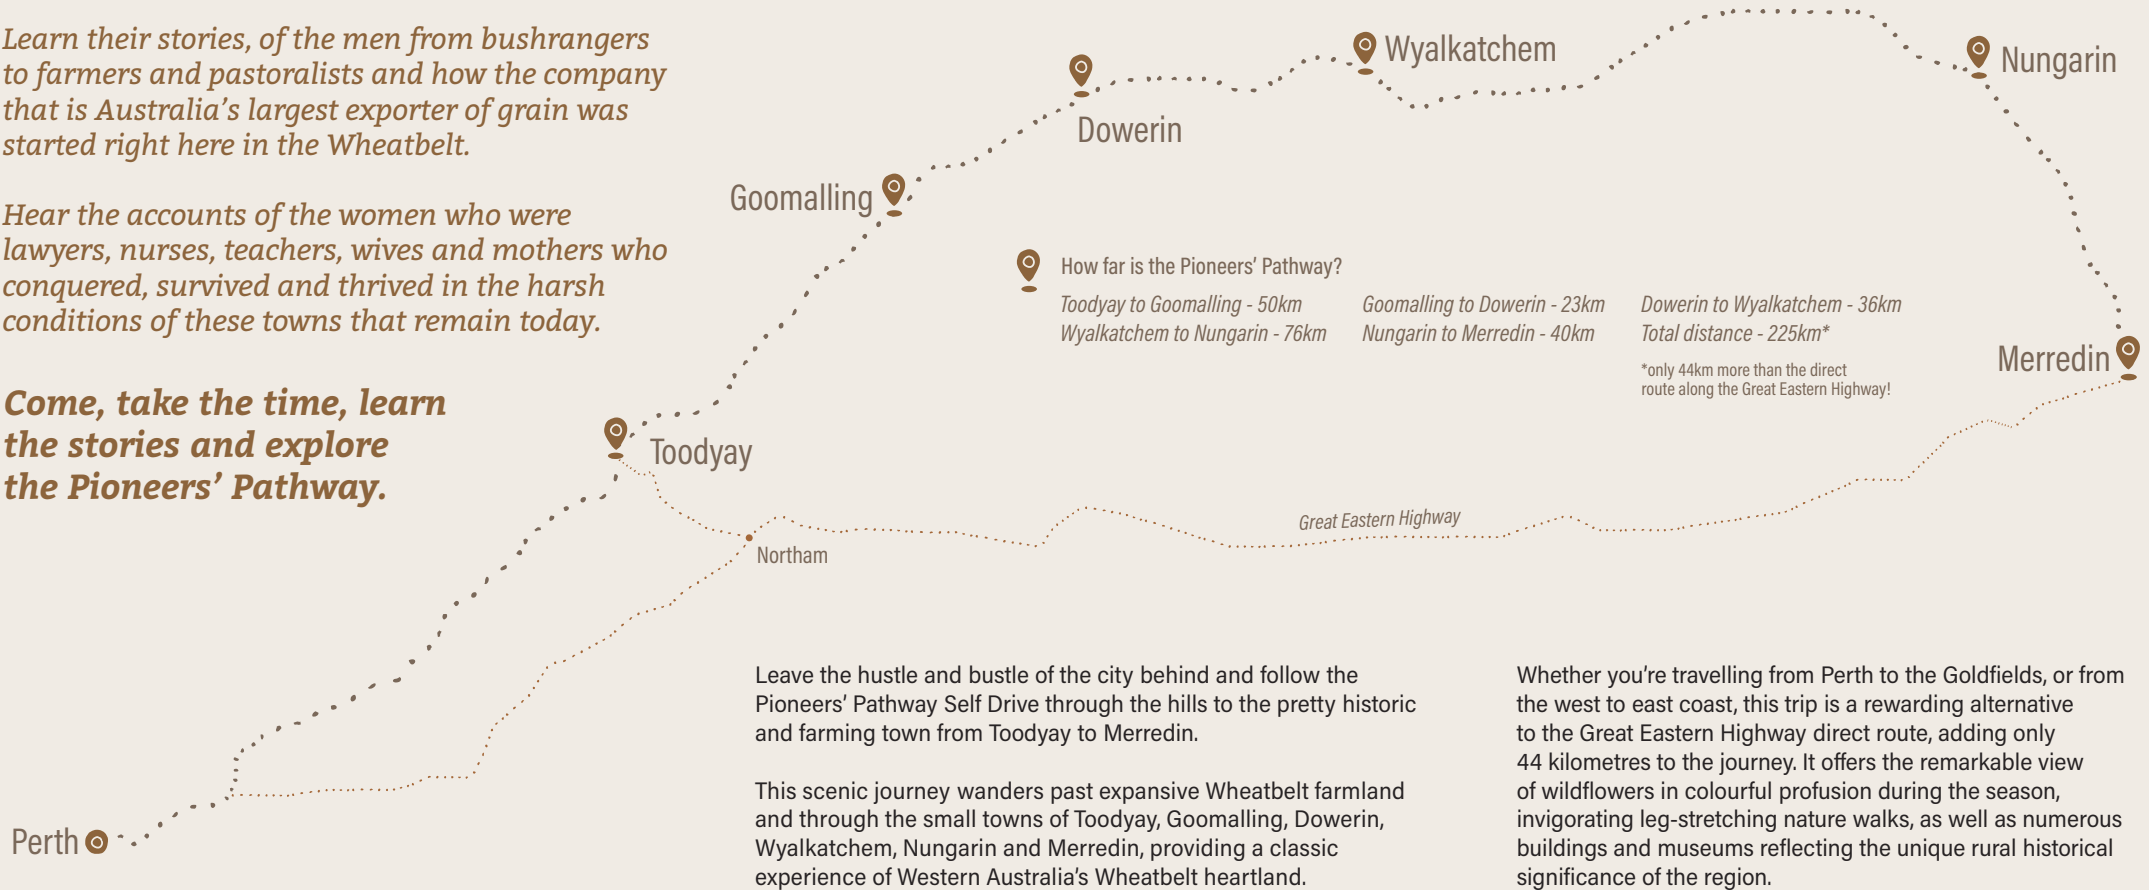 Learn their stories, of the men from bushrangers
to farmers and pastoralists and how the company
that is Australia's largest exporter of grain was
started right here in the Wheatbelt.
Hear the accounts of the women who were
lawyers, nurses, teachers, wives and mothers who
conquered, survived and thrived in the harsh
conditions of these towns that remain today.
Come, take the time, learn
the stories and explore
the Pioneers' Pathway.
Wyalkatchem
Nungarin
Dowerin
Goomalling
How far is the Pioneers' Pathway?
Toodyay to Goomalling - 50km
Goomalling to Dowerin - 23km
Dowerin to Wyalkatchem - 36km
Wyalkatchem to Nungarin - 76km
Nungarin to Merredin - 40km
Total distance - 225km*
*only 44km more than the direct
route along the Great Eastern Highway!
Merredin
Toodyay
Great Eastern Highway
Northam
Perth
Leave the hustle and bustle of the city behind and follow the
Pioneers' Pathway Self Drive through the hills to the pretty historic
and farming town from Toodyay to Merredin.
This scenic journey wanders past expansive Wheatbelt farmland
and through the small towns of Toodyay, Goomalling, Dowerin,
Wyalkatchem, Nungarin and Merredin, providing a classic
experience of Western Australia's Wheatbelt heartland.
Whether you're travelling from Perth to the Goldfields, or from
the west to east coast, this trip is a rewarding alternative
to the Great Eastern Highway direct route, adding only
44 kilometres to the journey. It offers the remarkable view
of wildflowers in colourful profusion during the season,
invigorating leg-stretching nature walks, as well as numerous
buildings and museums reflecting the unique rural historical
significance of the region.